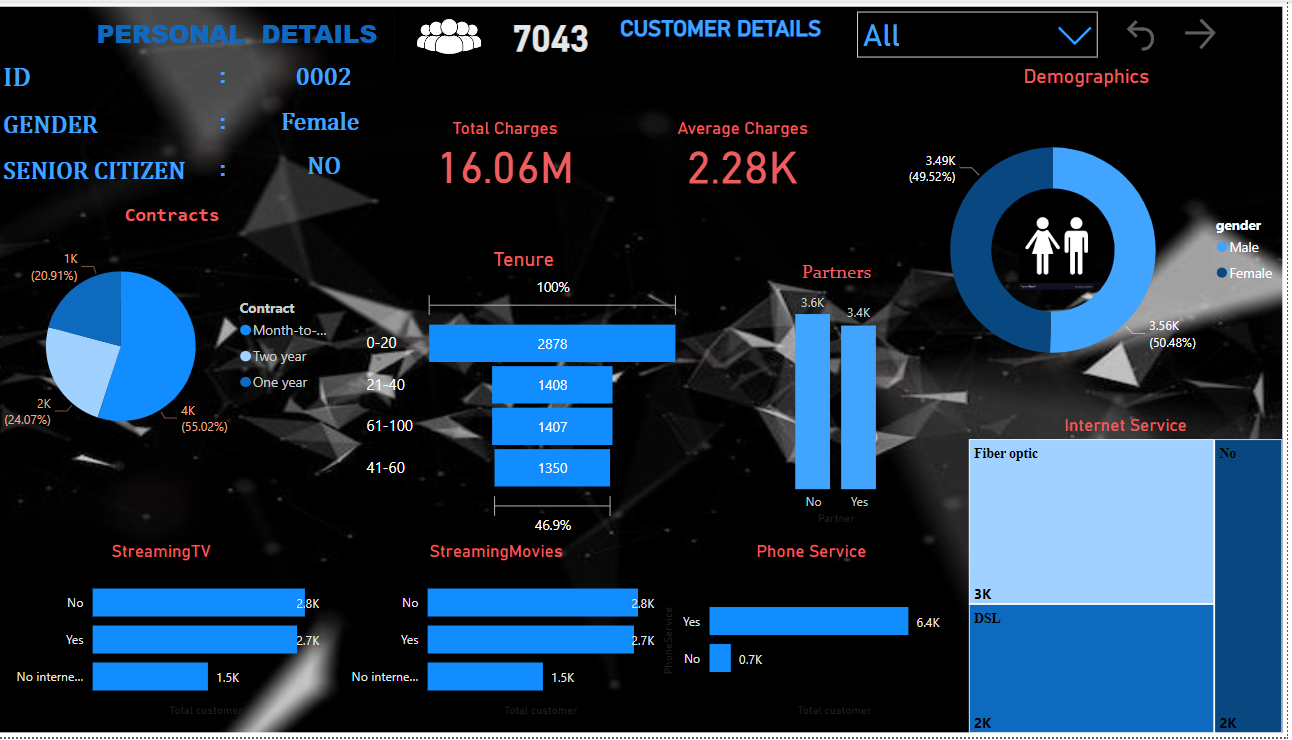 PERSONAL DETAILS
7043
CUSTOMER DETAILS
All
ID : 0002
GENDER : Female
SENIOR CITIZEN : NO
Demographics
Total Charges
16.06M
Average Charges
2.28K
3.49K
(49.52%)
gender
Male
Female
3.56K
(50.48%)
Contracts
1K
(20.91%)
2K
(24.07%)
4K
(55.02%)
Contract
Month-to-...
Two year
One year
Tenure
100%
0-20 2878
21-40 1408
61-100 1407
41-60 1350
46.9%
Partners
3.6K
3.4K
No Yes
Partner
Internet Service
Fiber optic
3K
DSL
2K
No
2K
StreamingTV
No 2.8K
Yes 2.7K
No interne... 1.5K
Total customer
StreamingMovies
No 2.8K
Yes 2.7K
No interne... 1.5K
Total customer
Phone Service
PhoneService
Yes 6.4K
No 0.7K
Total customer